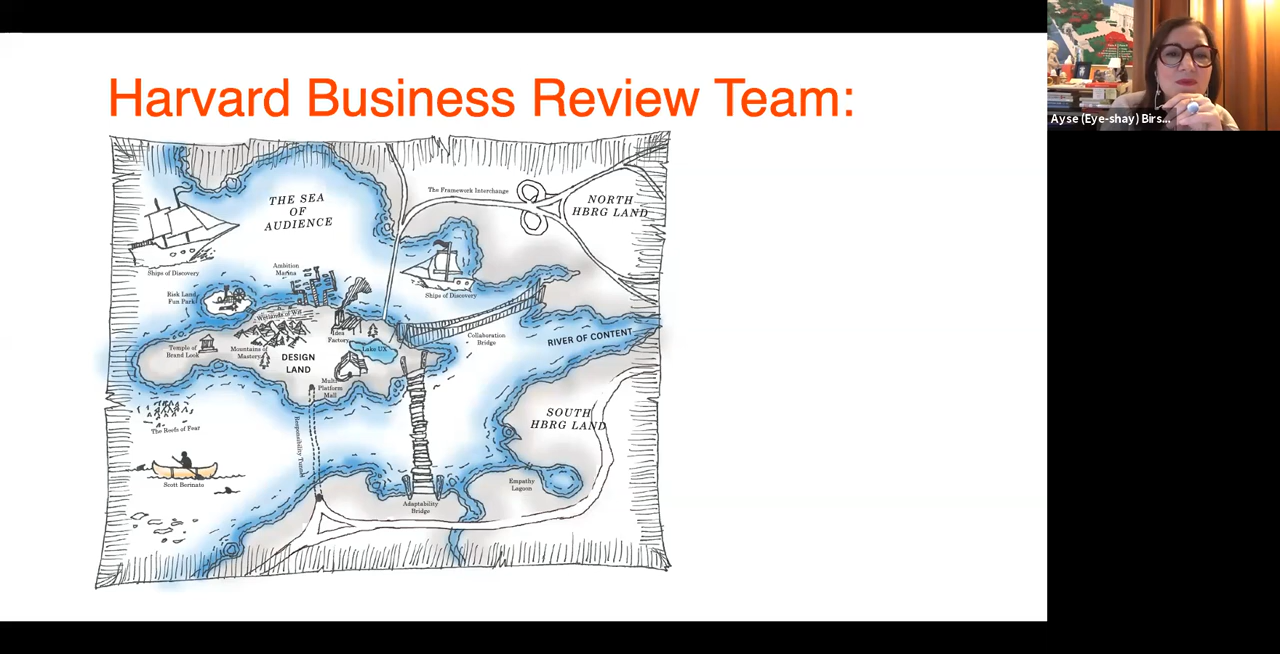 Harvard Business Review Team:
Ayse (Eye-shay) Birs...
THE SEA
OF
AUDIENCE
The Framework Interchange
NORTH
HBRG LAND
Ships of Discovery
Ambition
Marina
Ships of Discovery
Risk Land
Fun Park
Wetlands of Wit
Idea
Factory
Collaboration
Bridge
RIVER OF CONTENT
Temple of
Brand Look
Mountains of
Mastery
Lake UX
DESIGN
LAND
Multi
Platform
Mall
The Reefs of Fear
Responsibility Tunnel
SOUTH
HBRG LAND
Scott Berinato
Empathy
Lagoon
Adaptability
Bridge